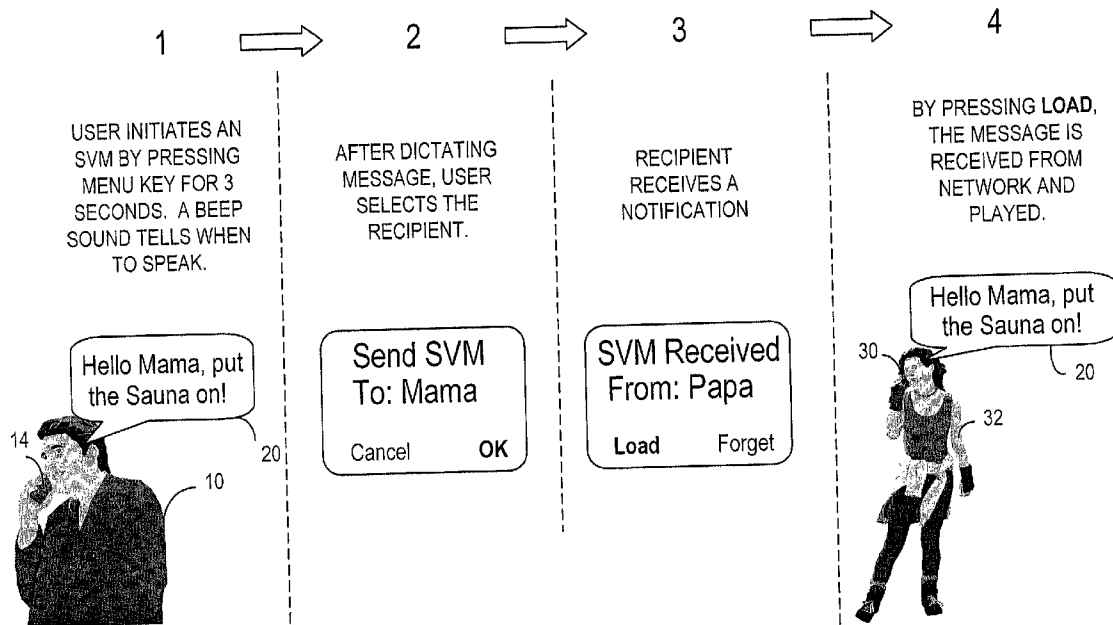 1
2
3
4
USER INITIATES AN
SVM BY PRESSING
MENU KEY FOR 3
SECONDS. A BEEP
SOUND TELLS WHEN
TO SPEAK.
AFTER DICTATING
MESSAGE, USER
SELECTS THE
RECIPIENT.
RECIPIENT
RECEIVES A
NOTIFICATION
BY PRESSING LOAD,
THE MESSAGE IS
RECEIVED FROM
NETWORK AND
PLAYED.
Hello Mama, put
the Sauna on!
14
20
10
Send SVM
To: Mama
Cancel OK
SVM Received
From: Papa
Load Forget
Hello Mama, put
the Sauna on!
30
20
32